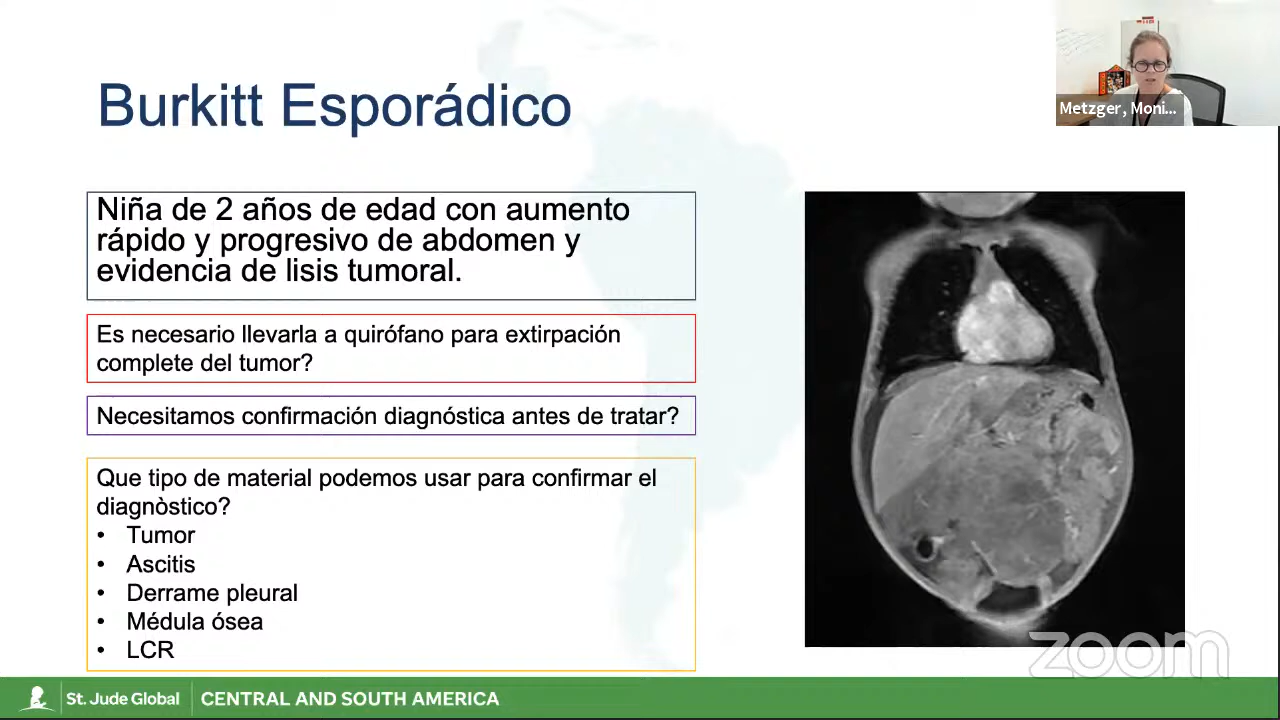 Burkitt Esporádico
Metzger, Moni...
Niña de 2 años de edad con aumento
rápido y progresivo de abdomen y
evidencia de lisis tumoral.
Es necesario llevarla a quirófano para extirpación
complete del tumor?
Necesitamos confirmación diagnóstica antes de tratar?
Que tipo de material podemos usar para confirmar el
diagnòstico?
• Tumor
• Ascitis
• Derrame pleural
• Médula ósea
• LCR
zoom
St. Jude Global
CENTRAL AND SOUTH AMERICA